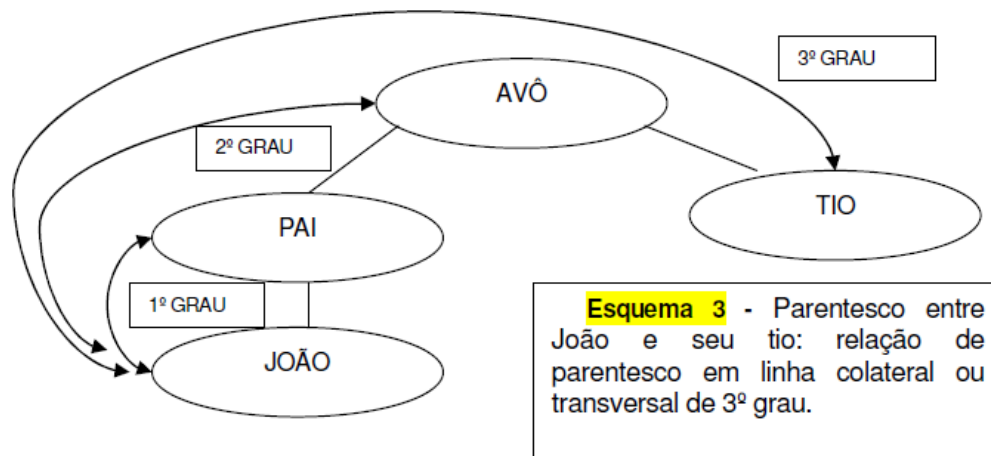 3º GRAU
AVÔ
2º GRAU
TIO
PAI
1º GRAU
JOÃO
Esquema 3 - Parentesco entre
João e seu tio: relação de
parentesco em linha colateral ou
transversal de 3º grau.